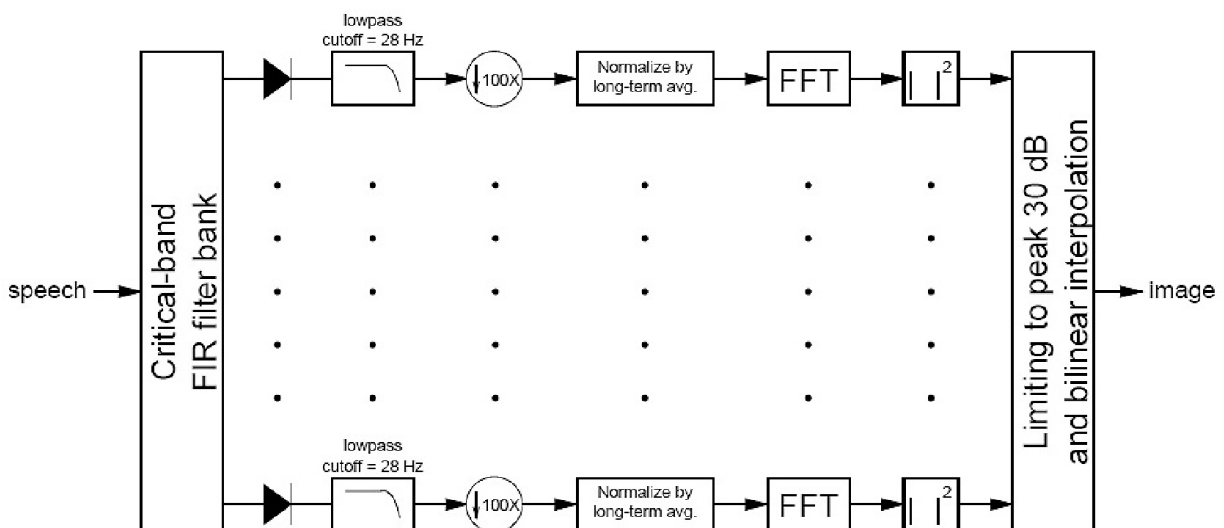 lowpass
cutoff = 28 Hz
↓100X
Normalize by
long-term avg.
FFT
| |2
speech
Critical-band
FIR filter bank
Limiting to peak 30 dB
and bilinear interpolation
image
lowpass
cutoff = 28 Hz
↓100X
Normalize by
long-term avg.
FFT
| |2